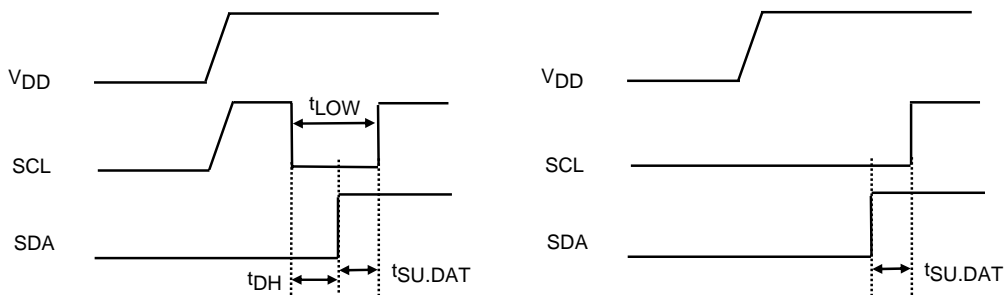 VDD
tLOW
SCL
SDA
tDH
tSU.DAT
VDD
SCL
SDA
tSU.DAT